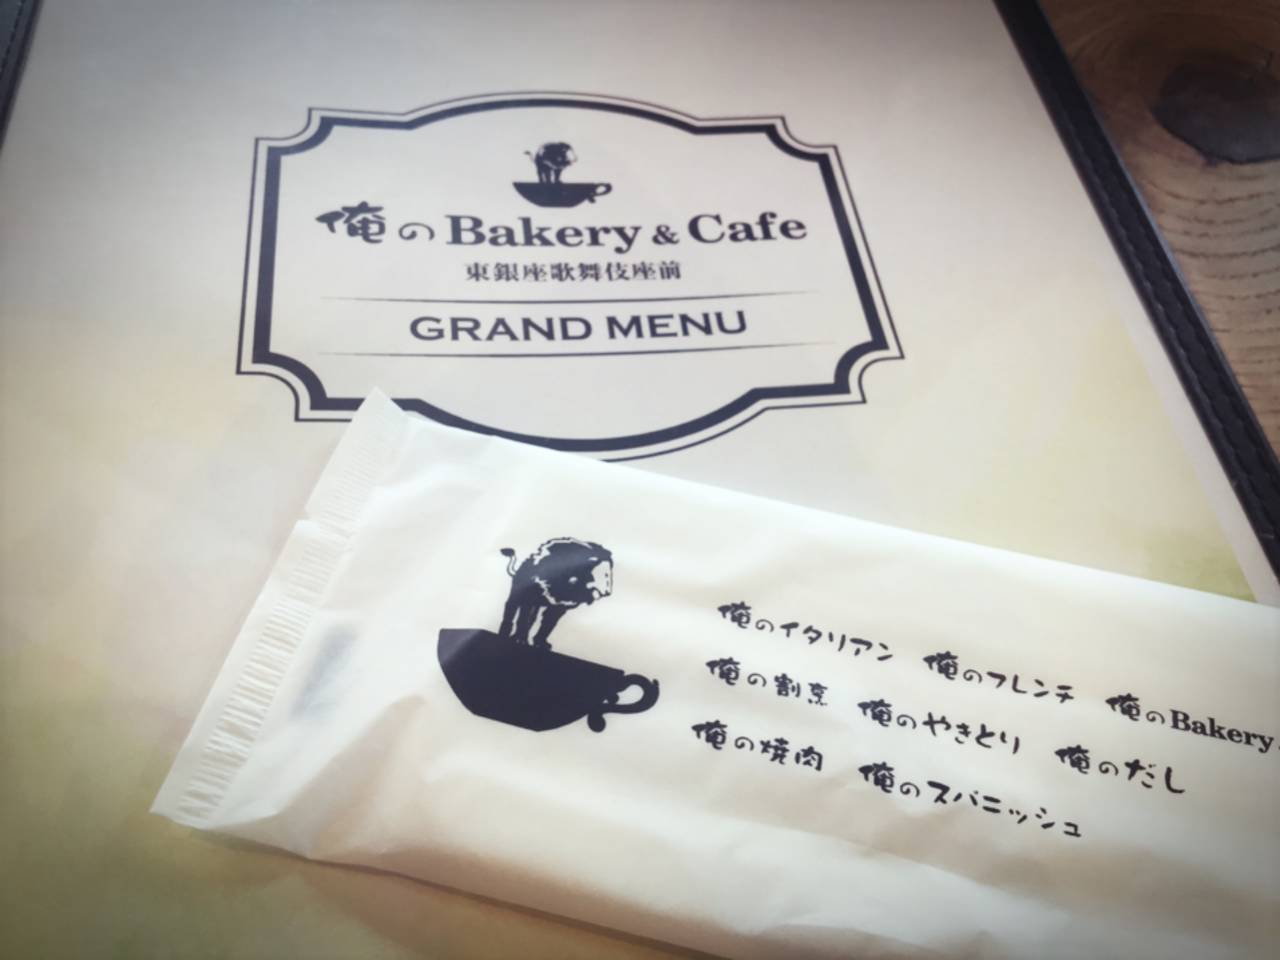 俺のBakery & Cafe
東銀座歌舞伎座前
GRAND MENU
俺のイタリアン 俺のフレンチ 俺のBakery
俺の割烹 俺のやきとり 俺のだし
俺の焼肉 俺のスパニッシュ